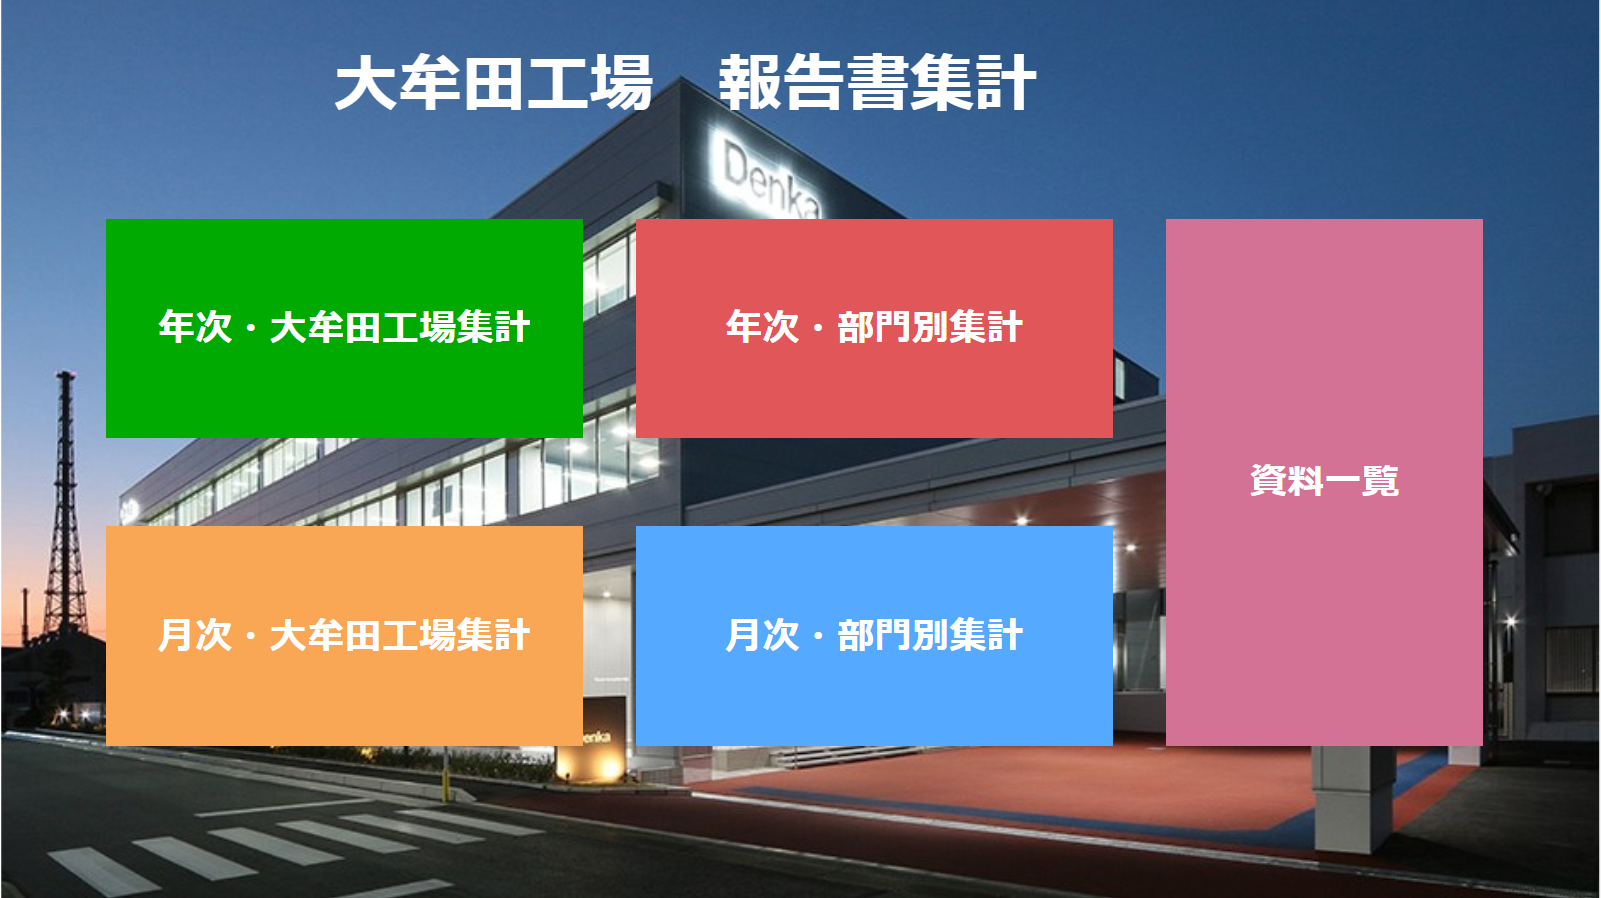 大牟田工場　報告書集計
Denka
年次・大牟田工場集計
年次・部門別集計
資料一覧
月次・大牟田工場集計
月次・部門別集計
Denka